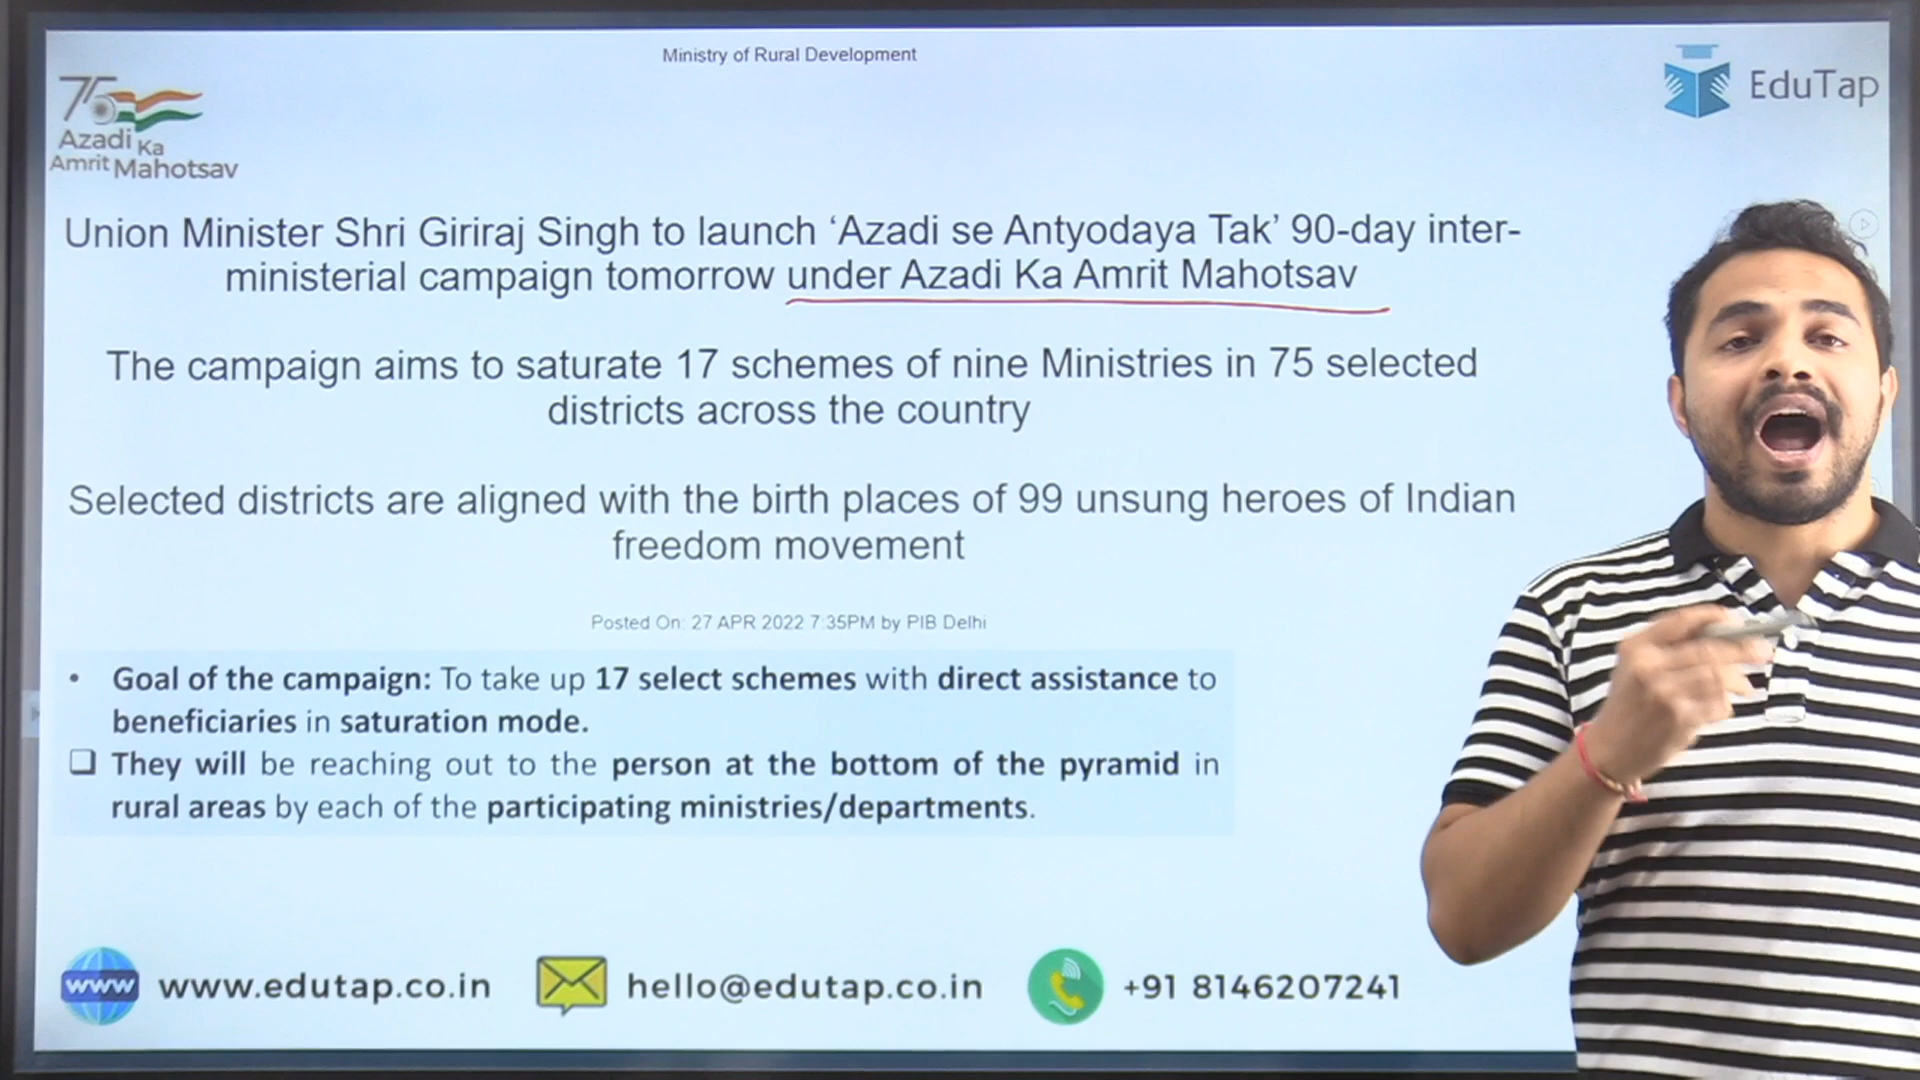 Ministry of Rural Development
75
Azadi Ka
Amrit Mahotsav
EduTap
Union Minister Shri Giriraj Singh to launch ‘Azadi se Antyodaya Tak’ 90-day inter-
ministerial campaign tomorrow under Azadi Ka Amrit Mahotsav
The campaign aims to saturate 17 schemes of nine Ministries in 75 selected
districts across the country
Selected districts are aligned with the birth places of 99 unsung heroes of Indian
freedom movement
Posted On: 27 APR 2022 7:35PM by PIB Delhi
• Goal of the campaign: To take up 17 select schemes with direct assistance to
beneficiaries in saturation mode.
❑ They will be reaching out to the person at the bottom of the pyramid in
rural areas by each of the participating ministries/departments.
www www.edutap.co.in hello@edutap.co.in +91 8146207241